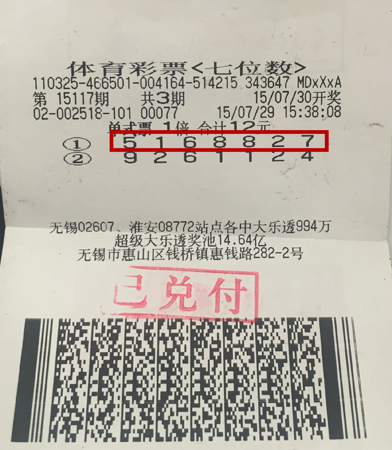 体育彩票<七位数>
110325-466501-004164-514215 343647 MDxXxA
第 15117期 共3期 15/07/30开奖
02-002518-101 00077 15/07/29 15:38:08
单式票 1倍 合计12元
① 5 1 6 8 8 2 7
② 9 2 6 1 1 2 4
无锡02607、淮安08772站点各中大乐透994万
超级大乐透奖池14.64亿
无锡市惠山区钱桥镇惠钱路282-2号
已兑付